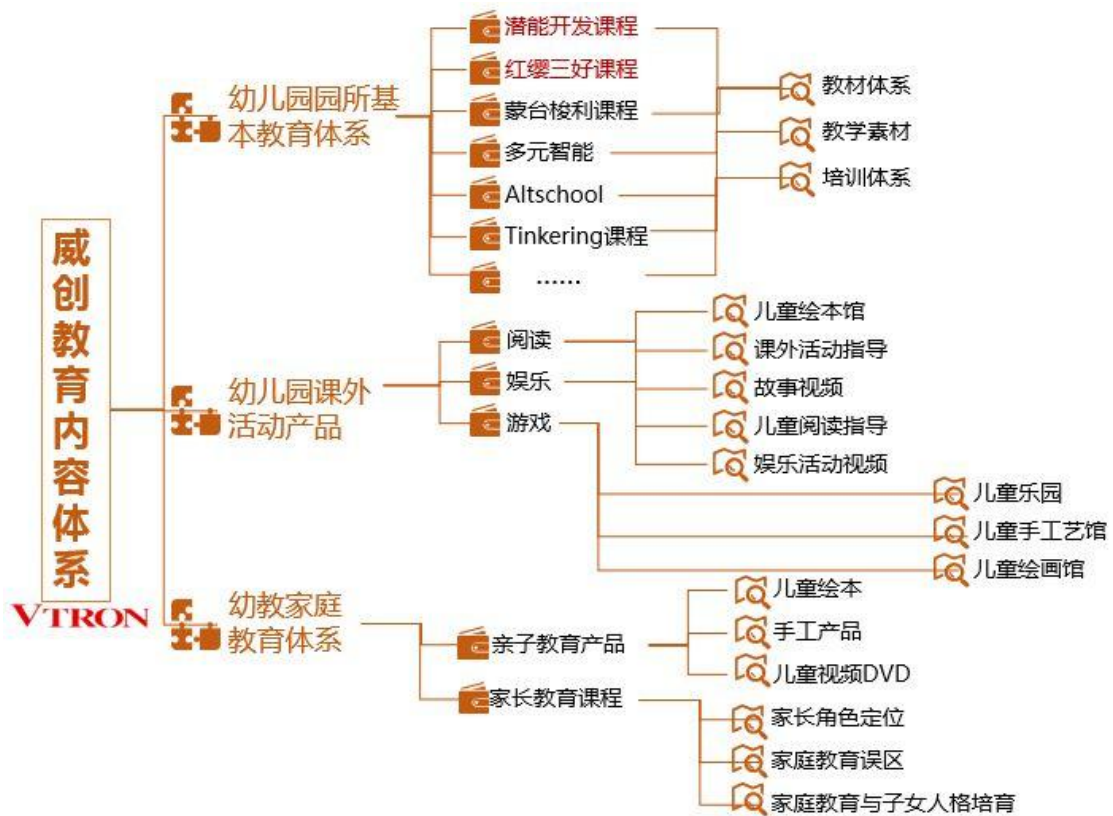 威创教育内容体系
VTRON
幼儿园园所基
本教育体系
潜能开发课程
红缨三好课程
蒙台梭利课程
多元智能
Altschool
Tinkering课程
......
教材体系
教学素材
培训体系
幼儿园课外
活动产品
阅读
娱乐
游戏
儿童绘本馆
课外活动指导
故事视频
儿童阅读指导
娱乐活动视频
儿童乐园
儿童手工艺馆
儿童绘画馆
幼教家庭
教育体系
亲子教育产品
家长教育课程
儿童绘本
手工产品
儿童视频DVD
家长角色定位
家庭教育误区
家庭教育与子女人格培育